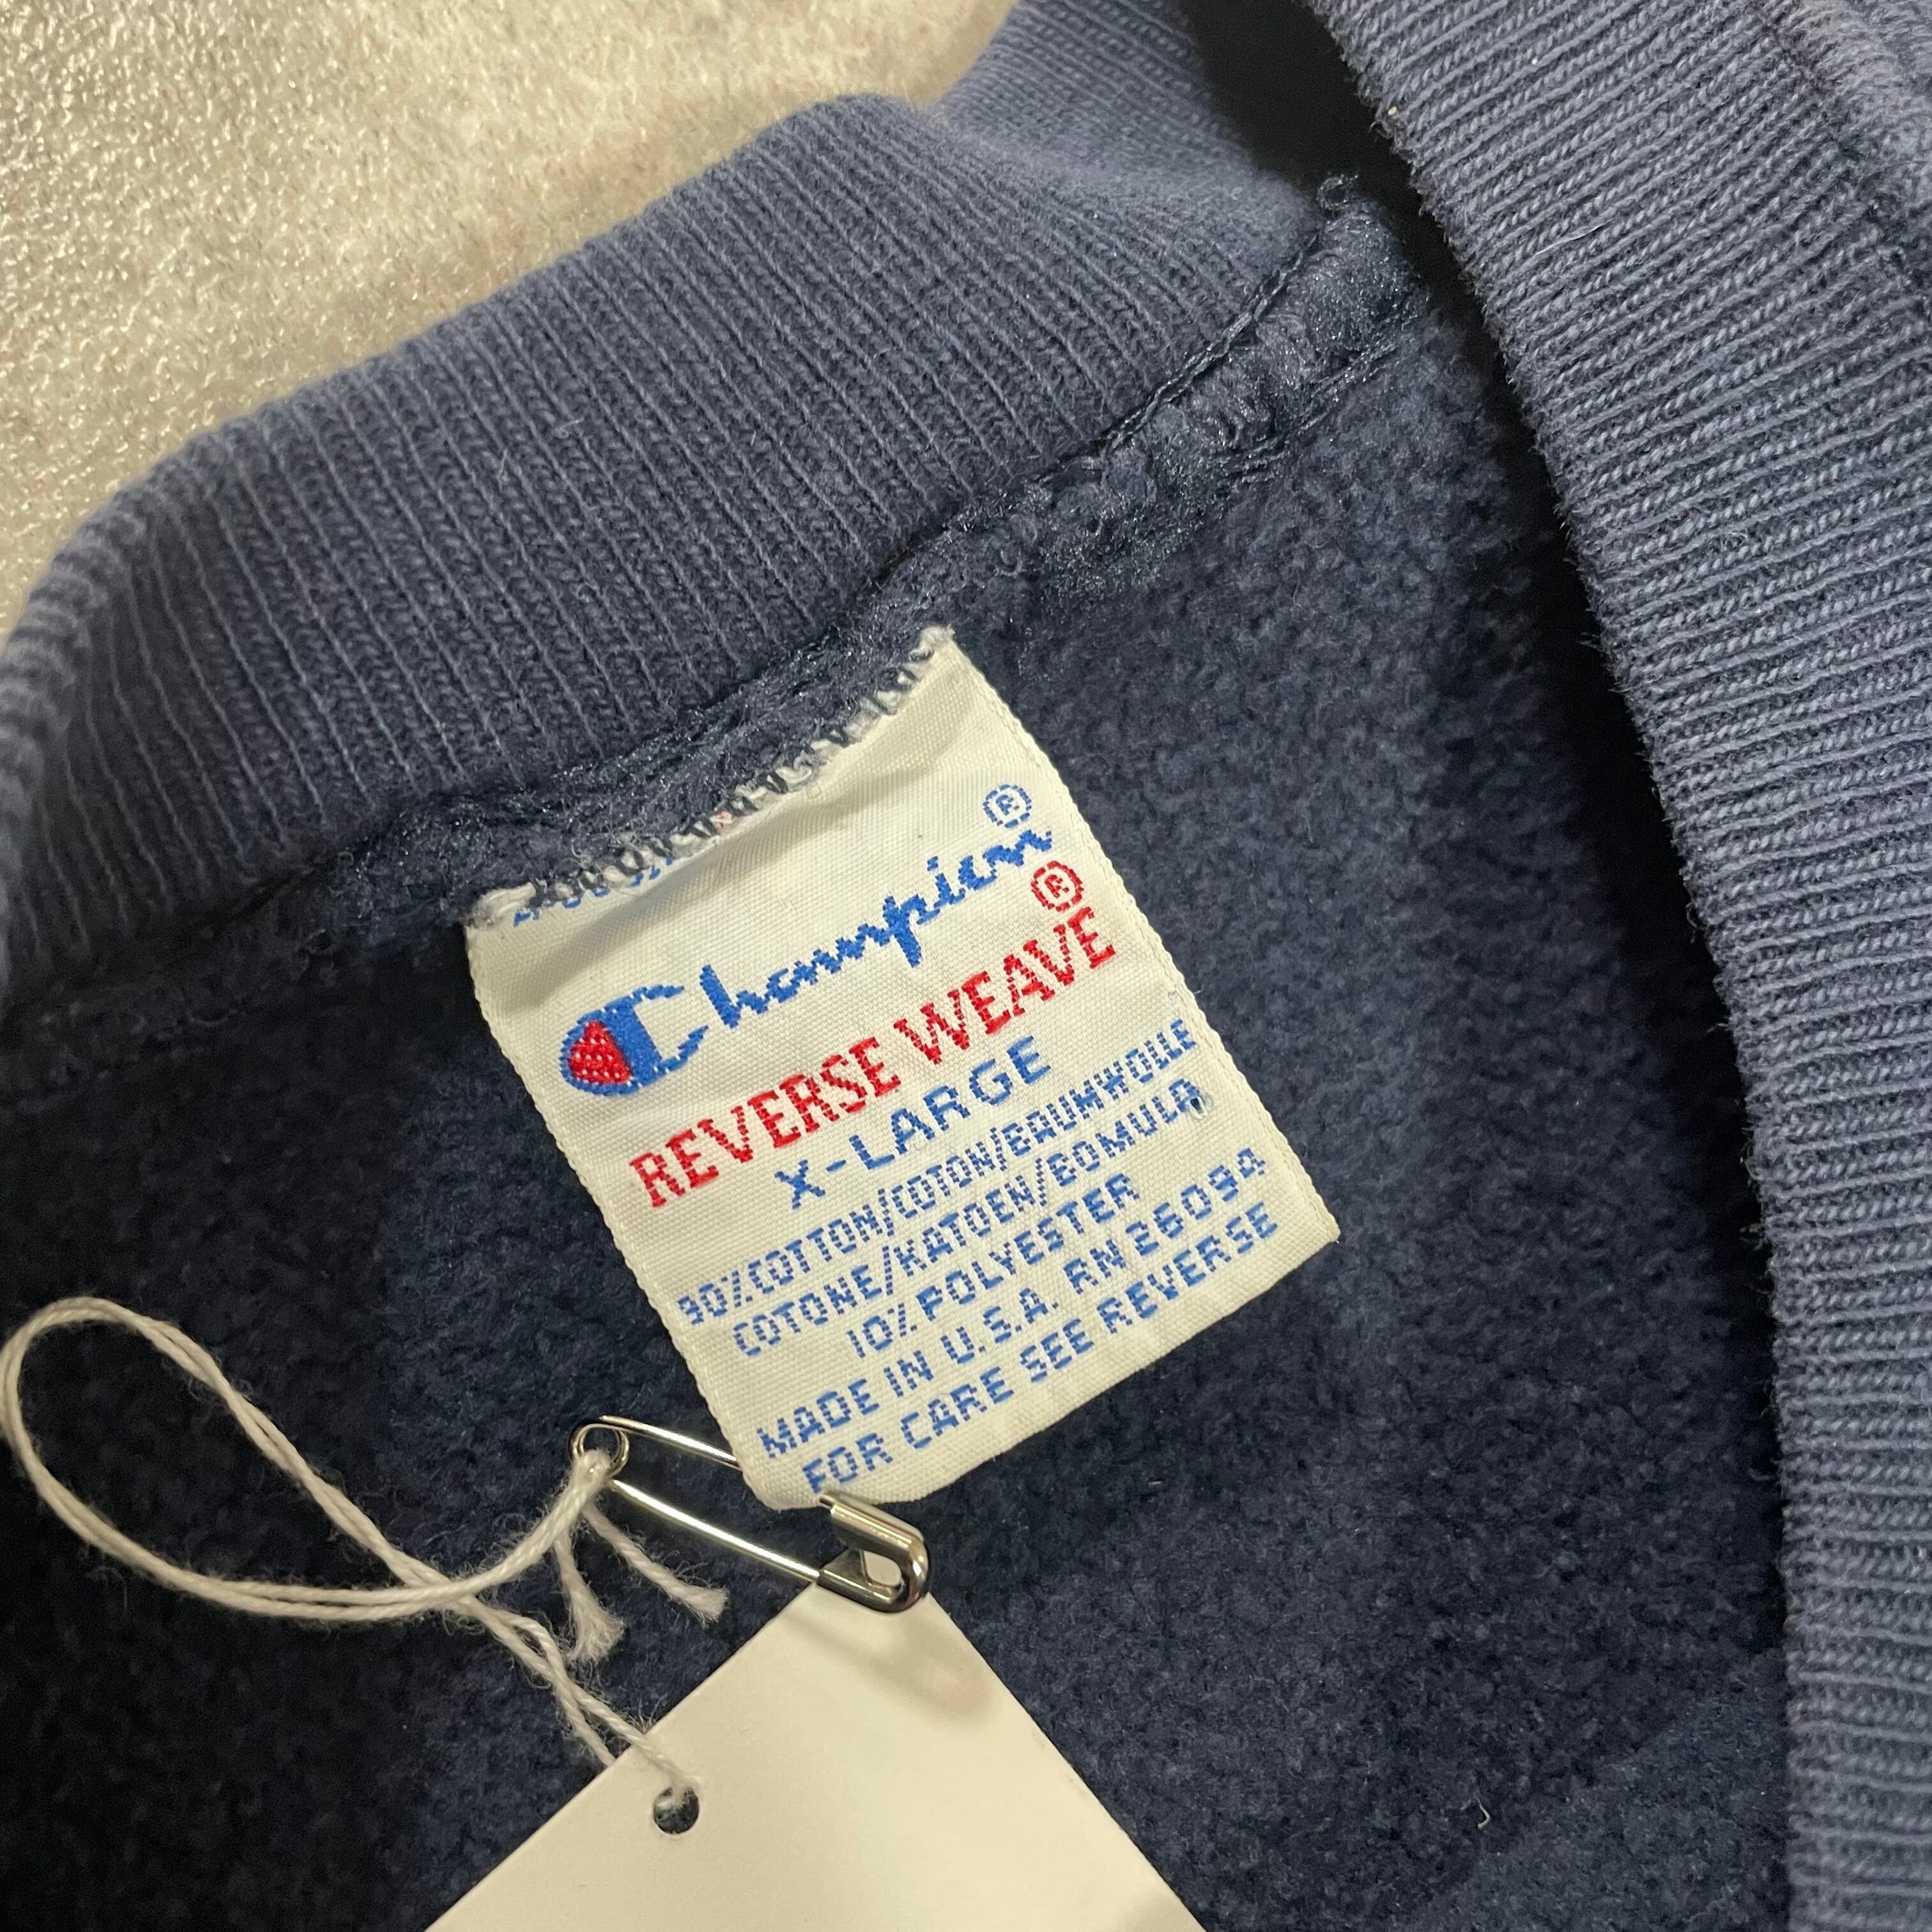 Champion®
REVERSE WEAVE®
X-LARGE
90%COTTON/COTON/BAUMWOLLE
COTONE/KATOEN/BOMULA
10% POLYESTER
MADE IN U.S.A. RN 26094
FOR CARE SEE REVERSE